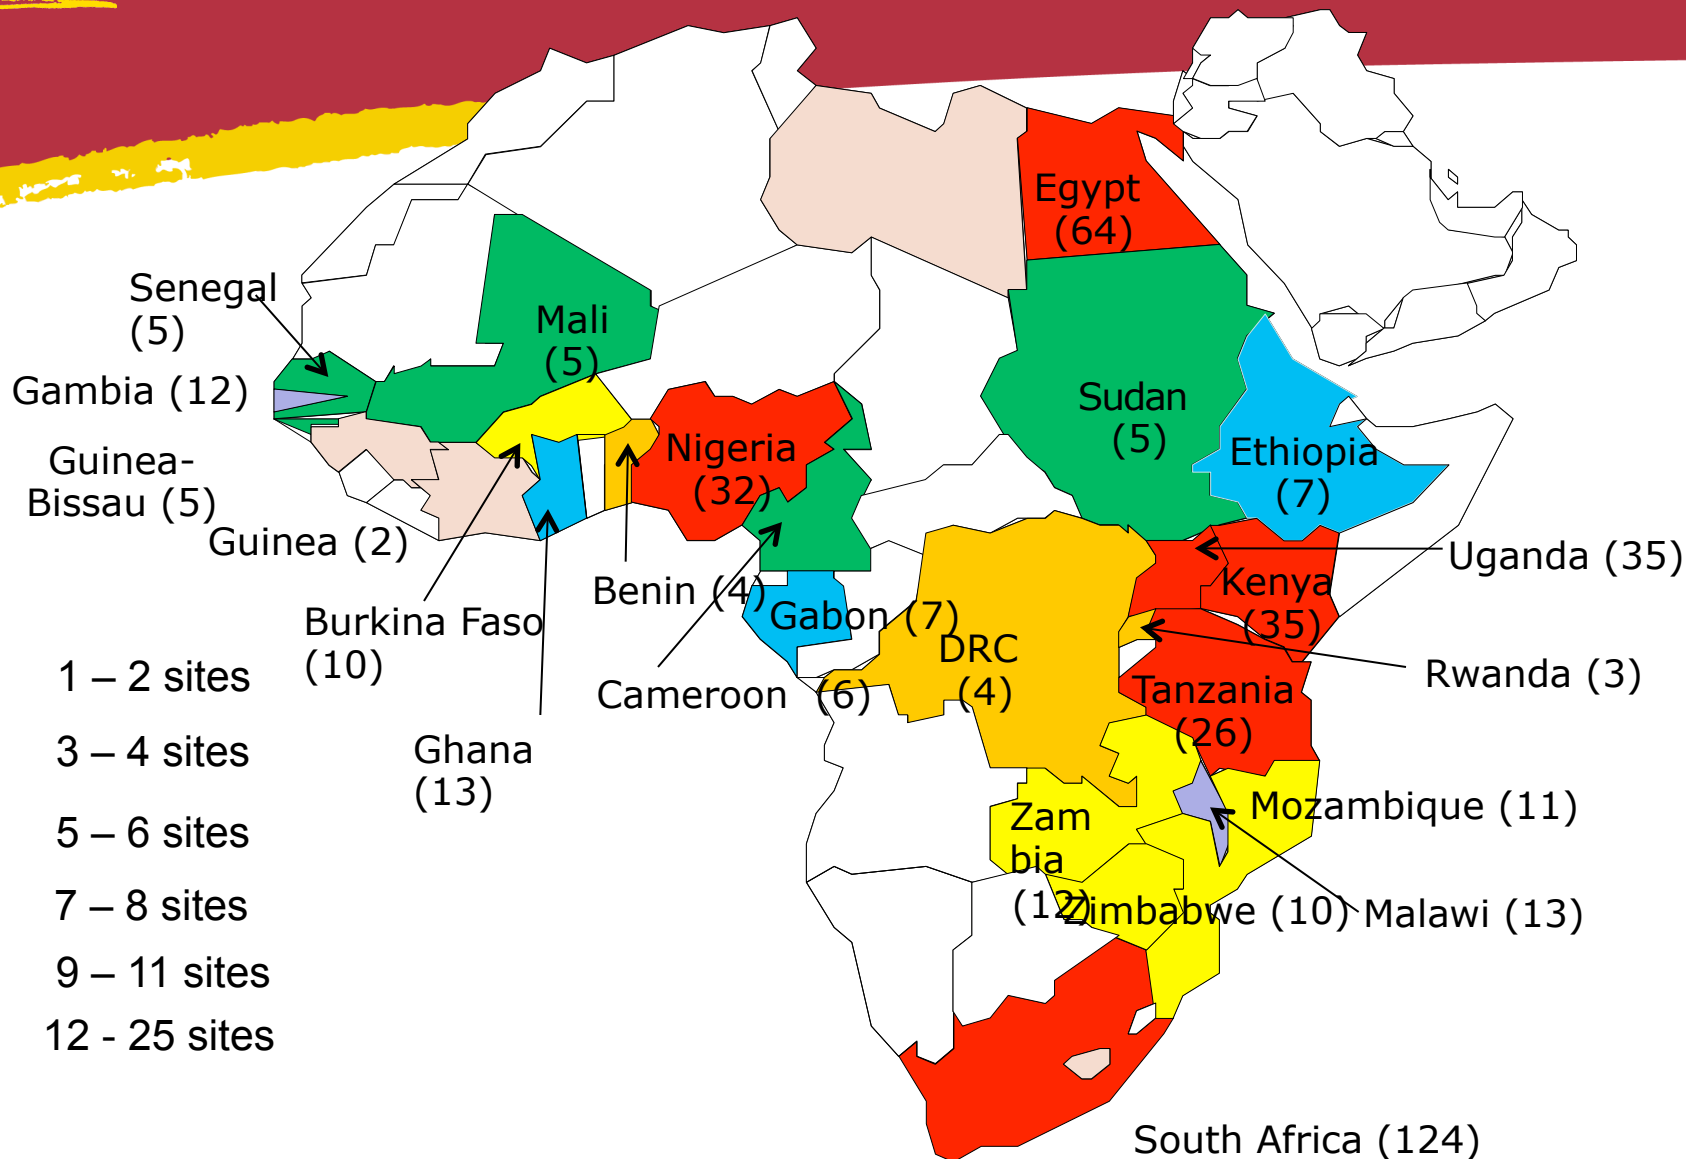 Egypt
(64)
Senegal
(5)
Mali
(5)
Gambia (12)
Sudan
(5)
Guinea-
Bissau (5)
Nigeria
(32)
Ethiopia
(7)
Guinea (2)
Uganda (35)
Benin (4)
Kenya
(35)
Burkina Faso
(10)
Gabon (7)
DRC
(4)
Rwanda (3)
Cameroon (6)
Tanzania
(26)
1 – 2 sites
3 – 4 sites
5 – 6 sites
7 – 8 sites
9 – 11 sites
12 - 25 sites
Ghana
(13)
Zam
bia
(12)
Mozambique (11)
Zimbabwe (10)
Malawi (13)
South Africa (124)